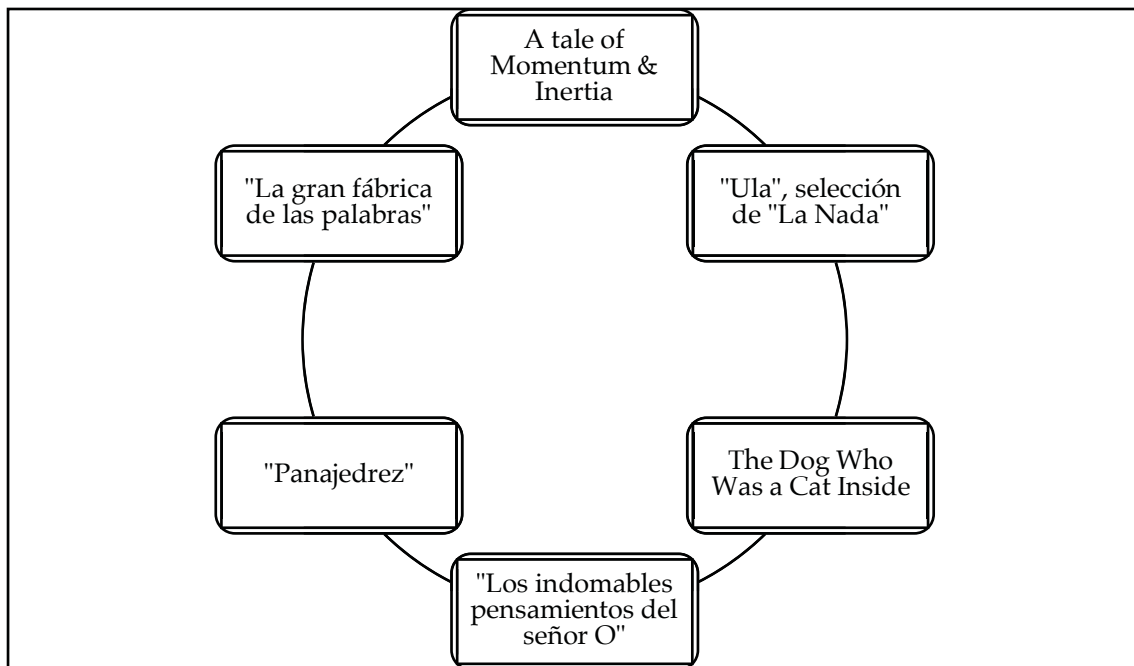 A tale of
Momentum &
Inertia
"La gran fábrica
de las palabras"
"Ula", selección
de "La Nada"
"Panajedrez"
The Dog Who
Was a Cat Inside
"Los indomables
pensamientos del
señor O"